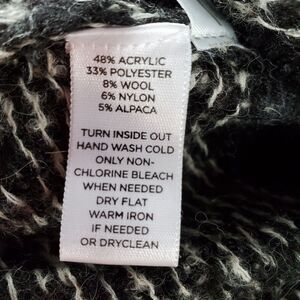 48% ACRYLIC
33% POLYESTER
8% WOOL
6% NYLON
5% ALPACA
TURN INSIDE OUT
HAND WASH COLD
ONLY NON-
CHLORINE BLEACH
WHEN NEEDED
DRY FLAT
WARM IRON
IF NEEDED
OR DRYCLEAN